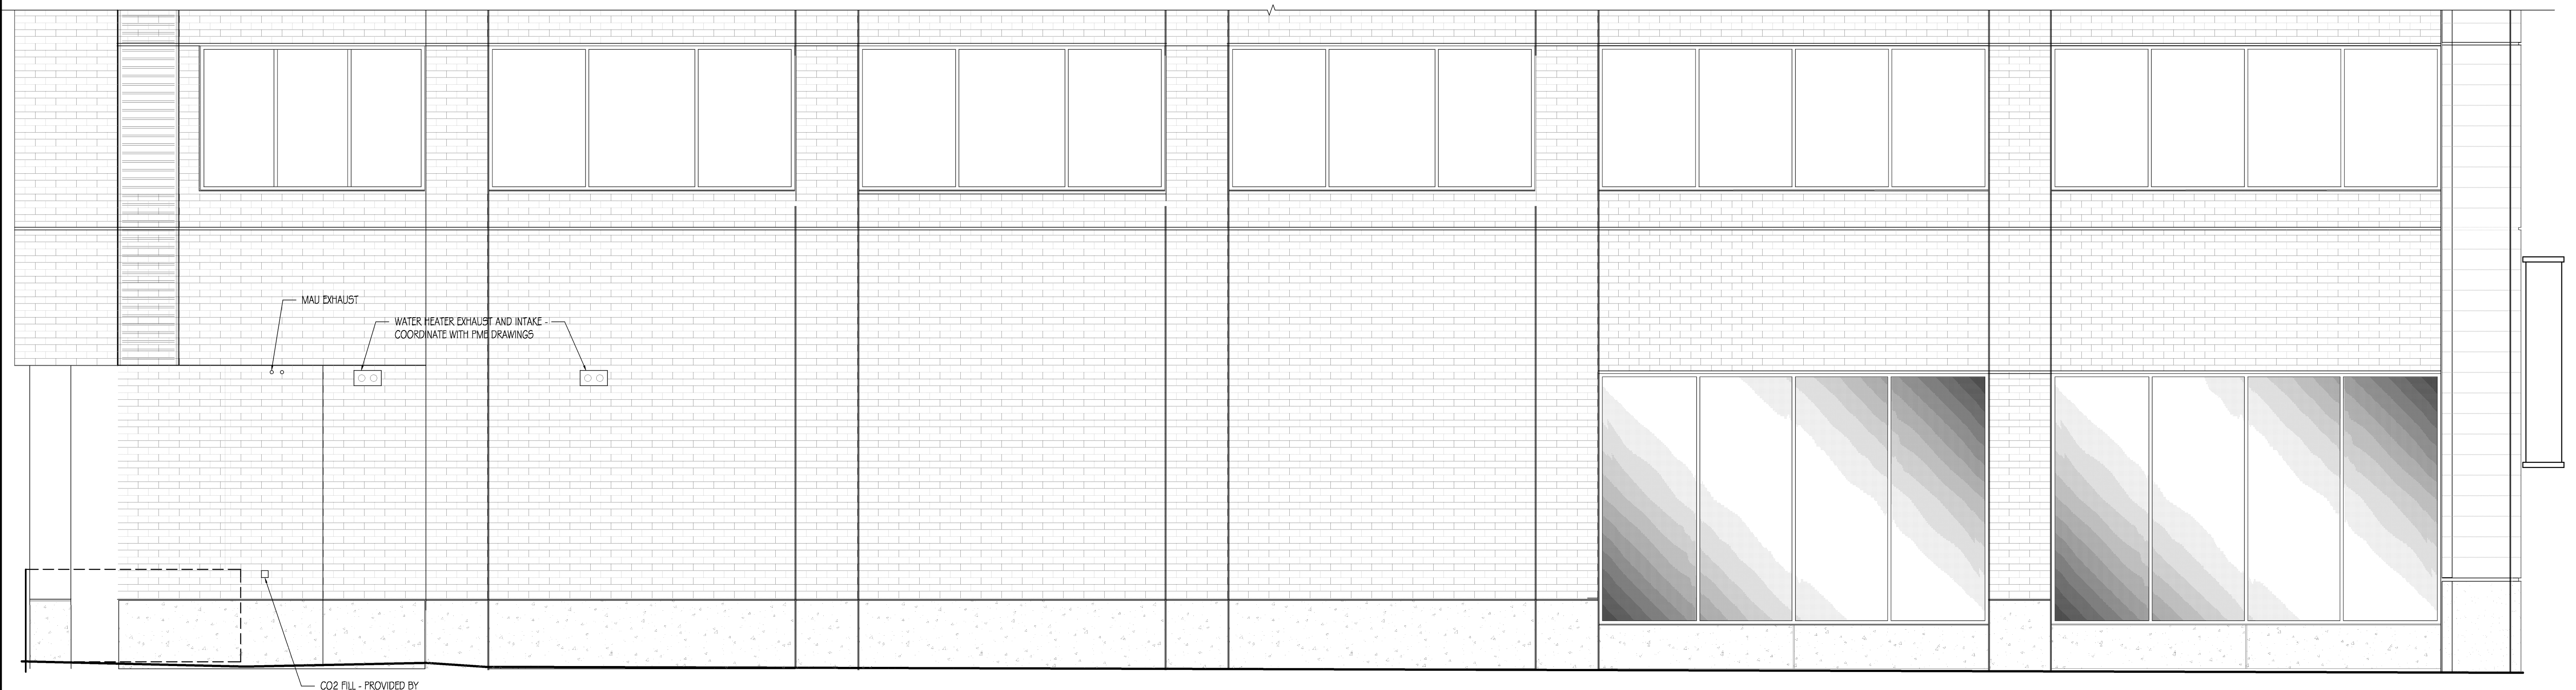 MAU EXHAUST
WATER HEATER EXHAUST AND INTAKE -
COORDINATE WITH PME DRAWINGS
CO2 FILL - PROVIDED BY